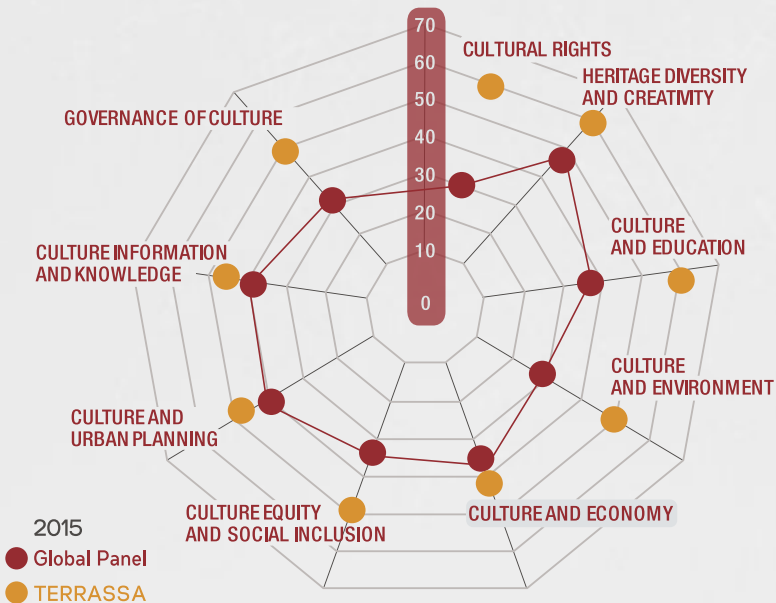 70
60
50
40
30
20
10
0
CULTURAL RIGHTS
HERITAGE DIVERSITY
AND CREATIVITY
CULTURE
AND EDUCATION
CULTURE
AND ENVIRONMENT
CULTURE AND ECONOMY
CULTURE EQUITY
AND SOCIAL INCLUSION
CULTURE AND
URBAN PLANNING
CULTURE INFORMATION
AND KNOWLEDGE
GOVERNANCE OF CULTURE
2015
Global Panel
TERRASSA